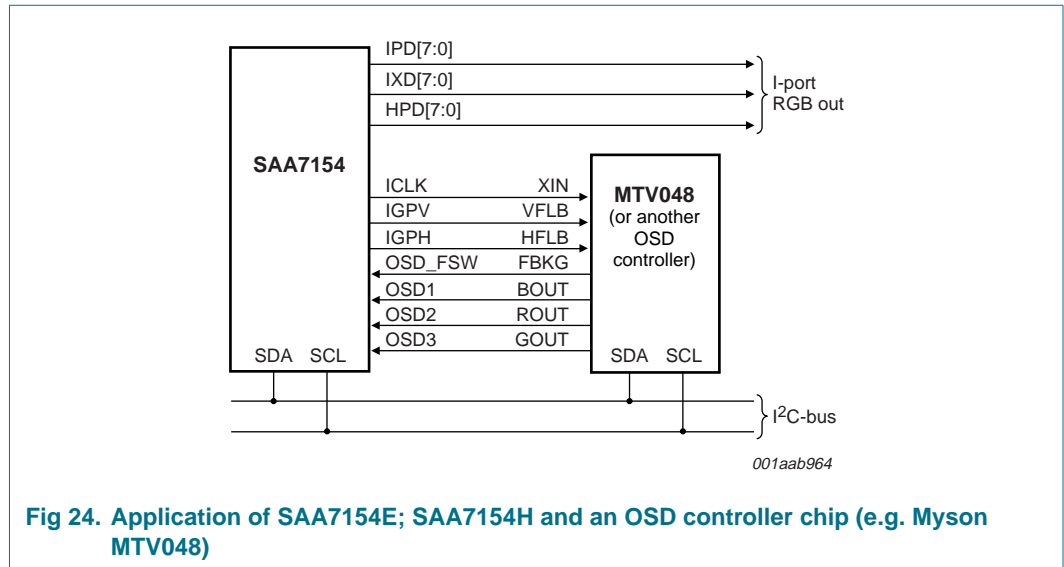 IPD[7:0]
IXD[7:0]
HPD[7:0]
I-port
RGB out
SAA7154
MTV048
(or another
OSD
controller)
ICLK XIN
IGPV VFLB
IGPH HFLB
OSD_FSW FBKG
OSD1 BOUT
OSD2 ROUT
OSD3 GOUT
SDA SCL SDA SCL
I²C-bus
001aab964
Fig 24. Application of SAA7154E; SAA7154H and an OSD controller chip (e.g. Myson
MTV048)